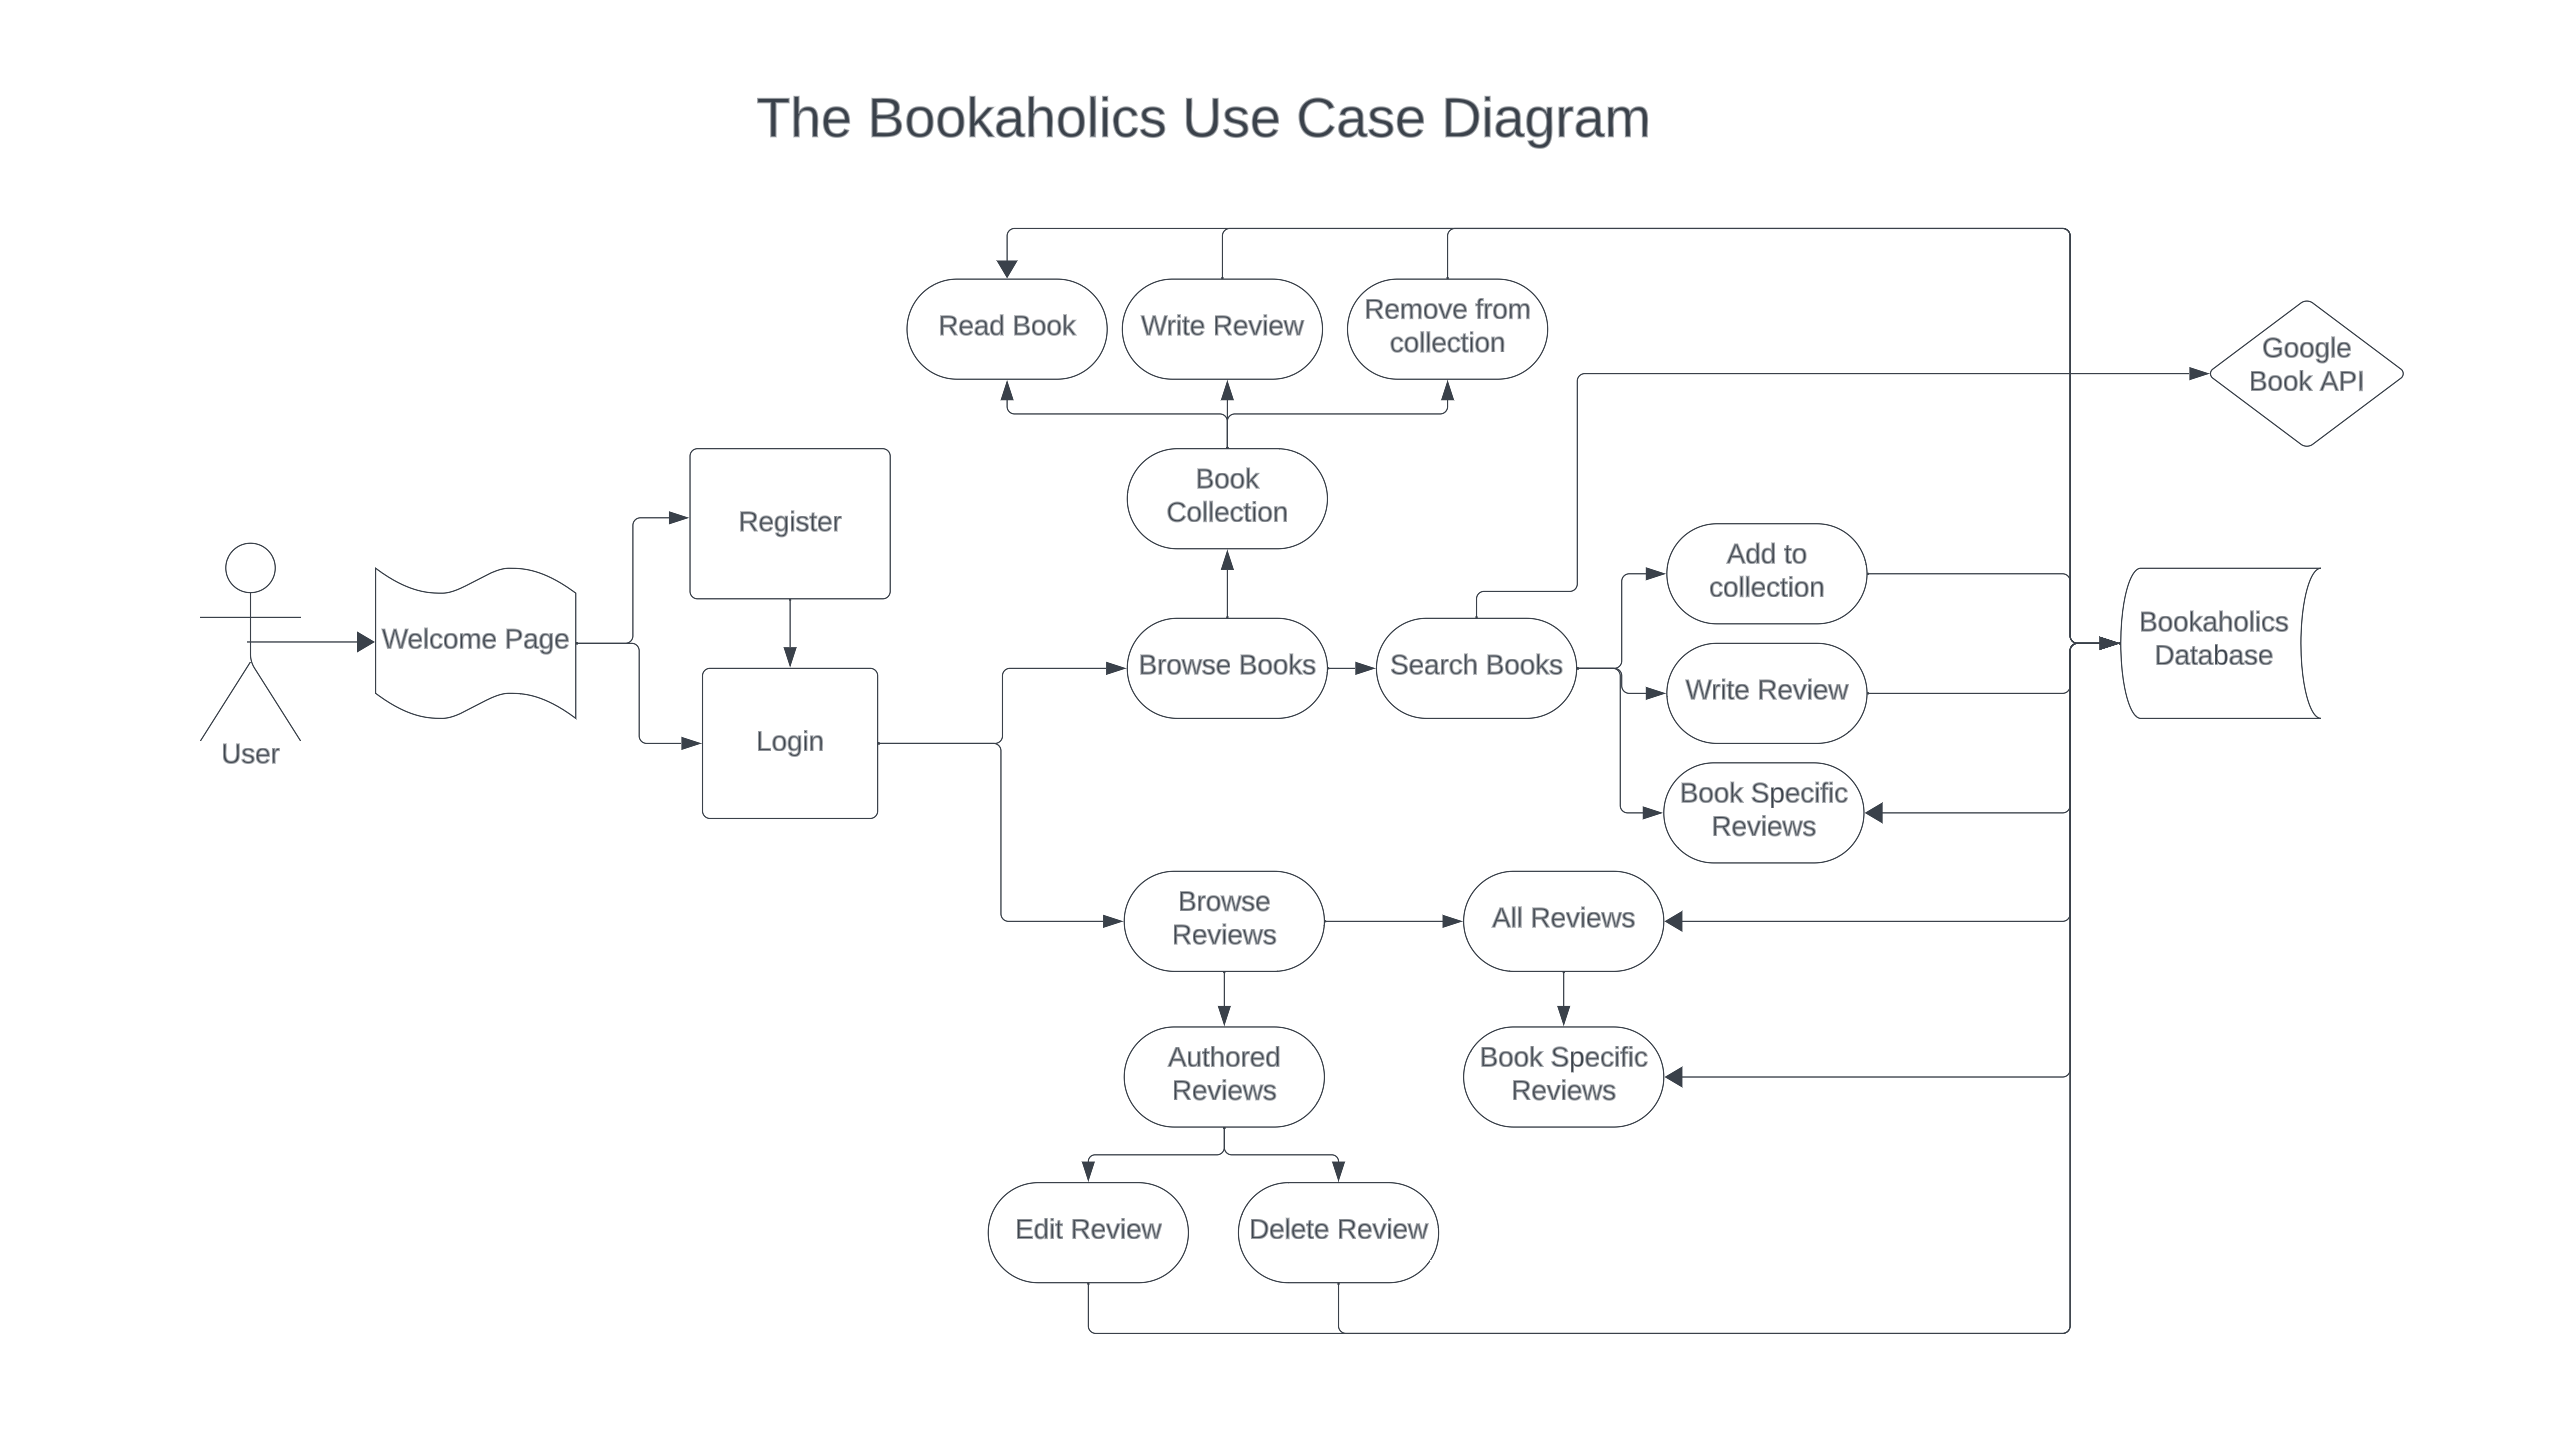 The Bookaholics Use Case Diagram
Read Book
Write Review
Remove from
collection
Google
Book API
Book
Collection
Register
Add to
collection
Welcome Page
Bookaholics
Database
Browse Books
Search Books
Write Review
User
Login
Book Specific
Reviews
Browse
Reviews
All Reviews
Authored
Reviews
Book Specific
Reviews
Edit Review
Delete Review